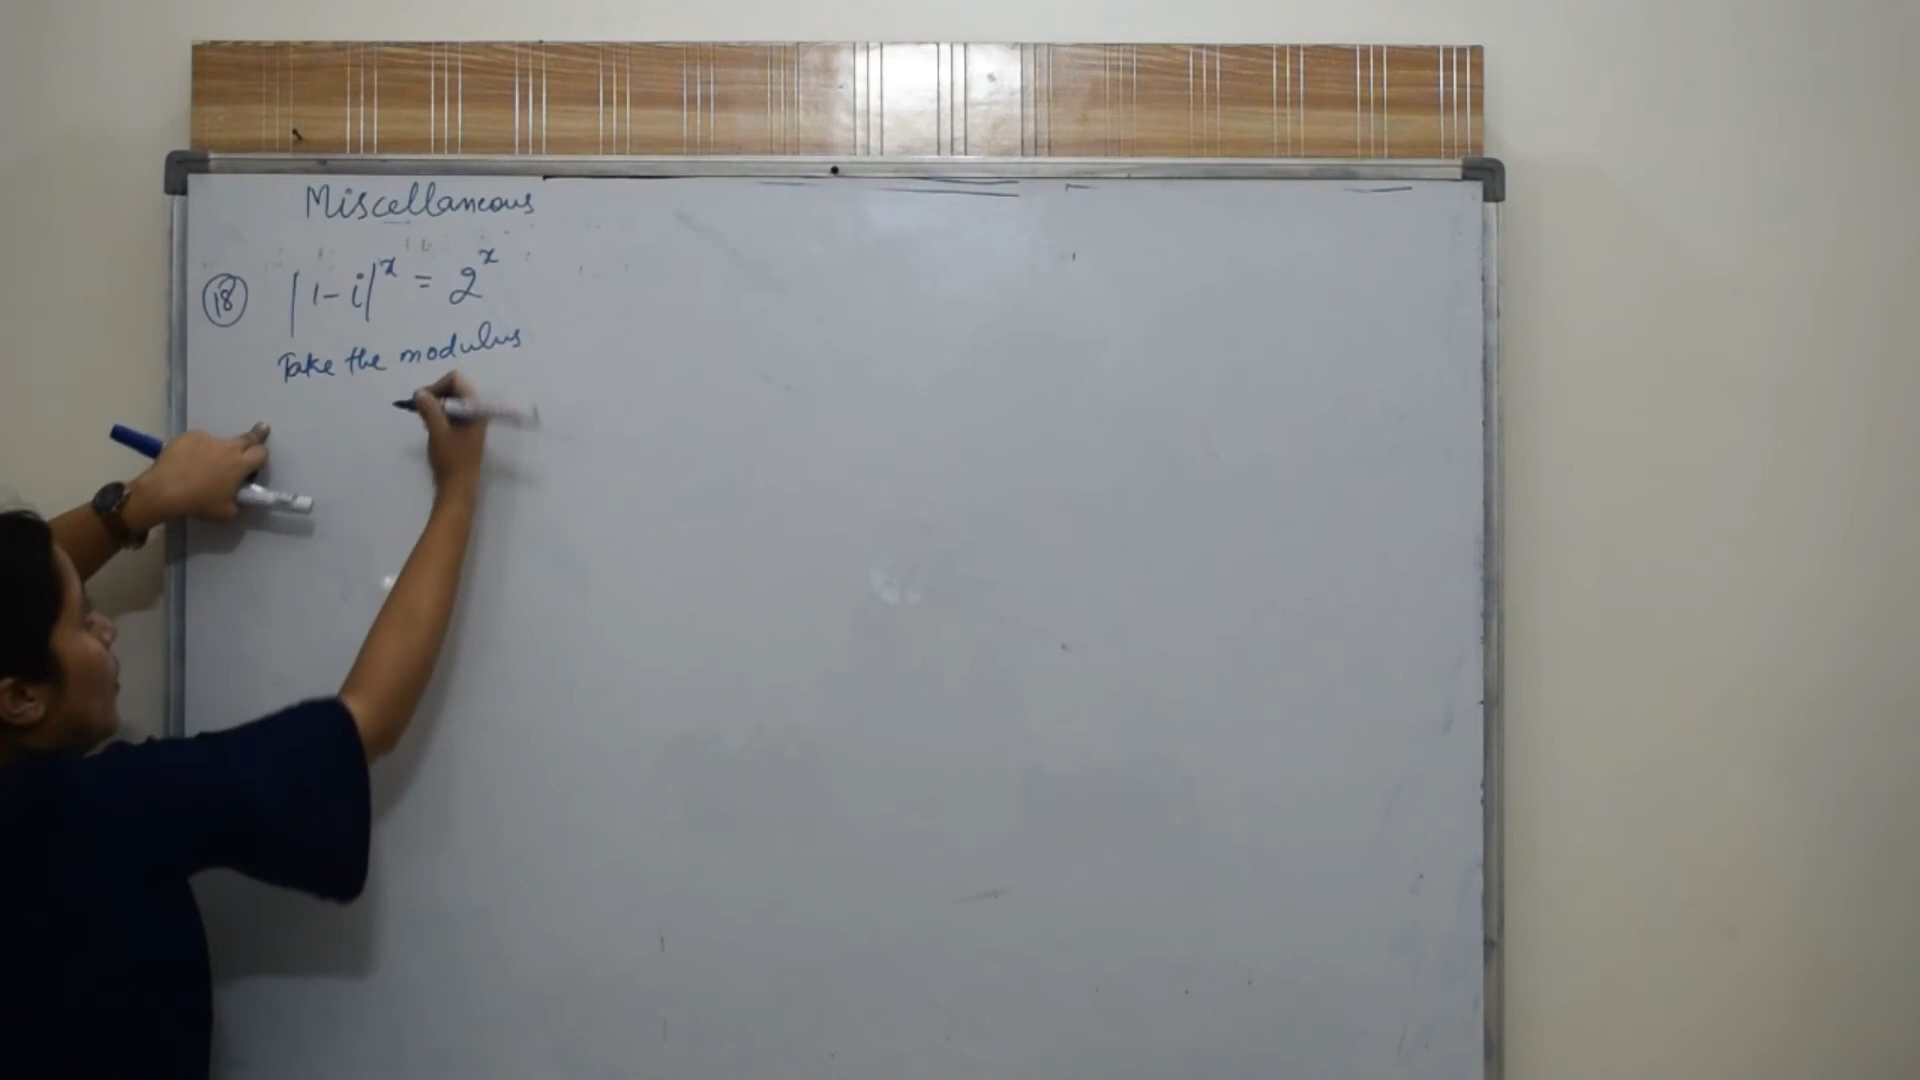 Miscellaneous
18 |1-i|^x = 2^x
Take the modulus